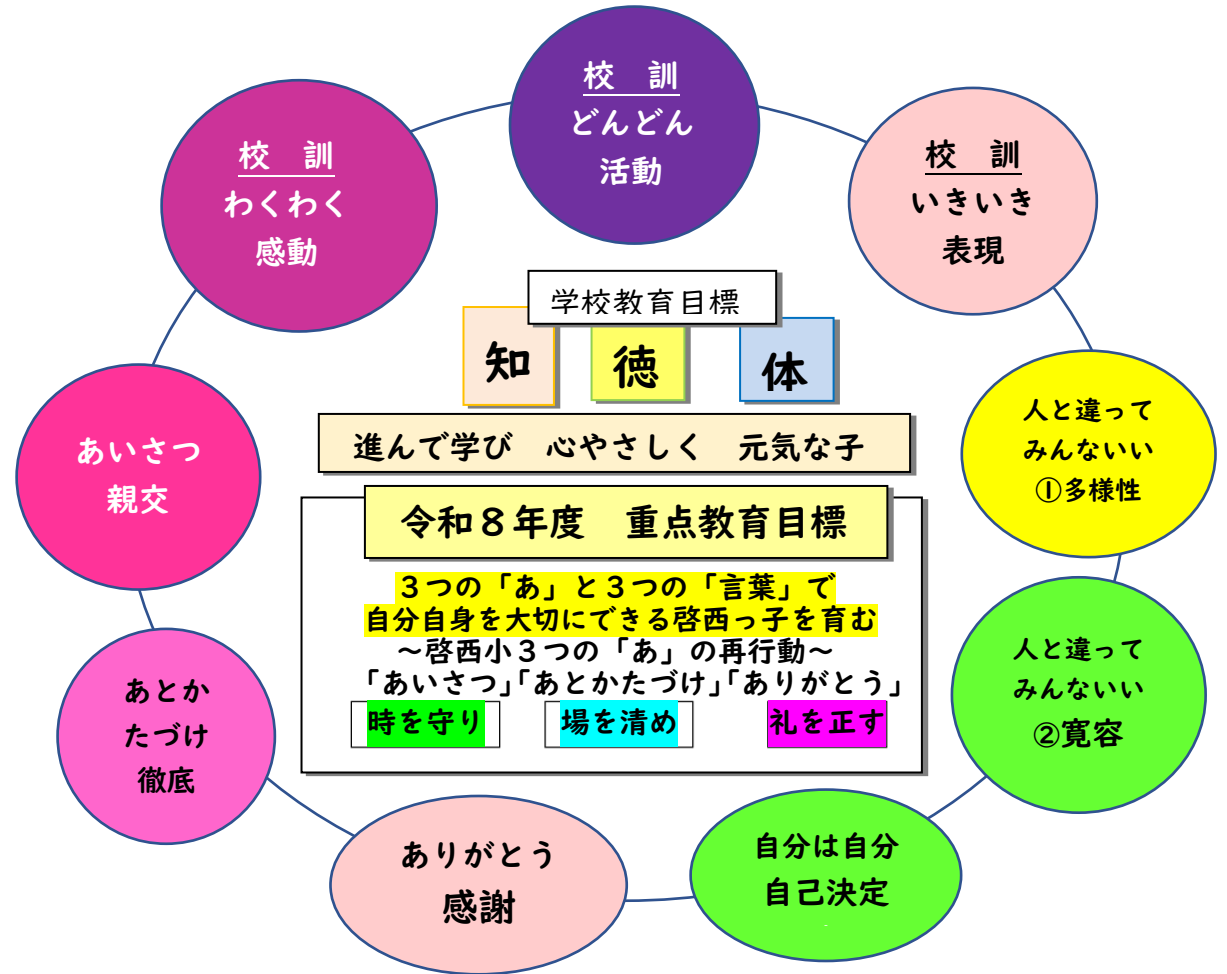 校　訓
どんどん
活動
校　訓
わくわく
感動
校　訓
いきいき
表現
学校教育目標
知
徳
体
進んで学び　心やさしく　元気な子
あいさつ
親交
人と違って
みんないい
①多様性
令和８年度　重点教育目標
３つの「あ」と３つの「言葉」で
自分自身を大切にできる啓西っ子を育む
～啓西小３つの「あ」の再行動～
「あいさつ」「あとかたづけ」「ありがとう」
時を守り
場を清め
礼を正す
人と違って
みんないい
②寛容
あとか
たづけ
徹底
ありがとう
感謝
自分は自分
自己決定